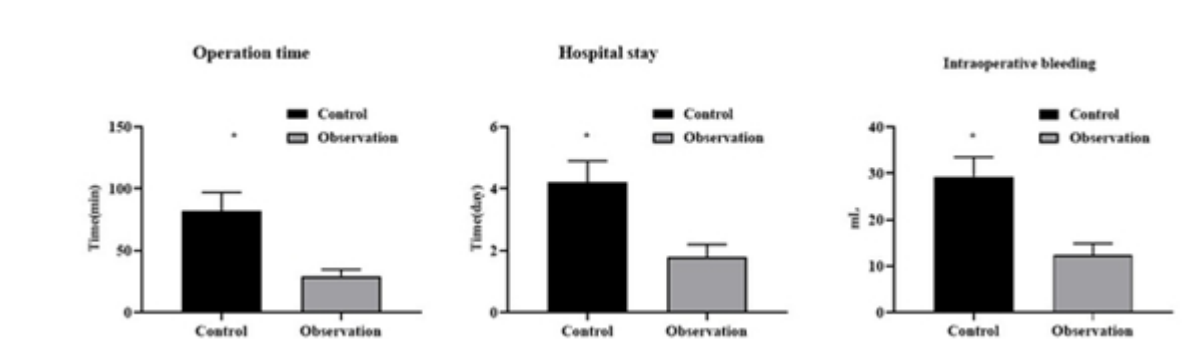 Operation time
Control
Observation
150
100
50
0
Time(min)
Control
Observation
Hospital stay
Control
Observation
6
4
2
0
Time(day)
Control
Observation
Intraoperative bleeding
Control
Observation
40
30
20
10
0
mL
Control
Observation